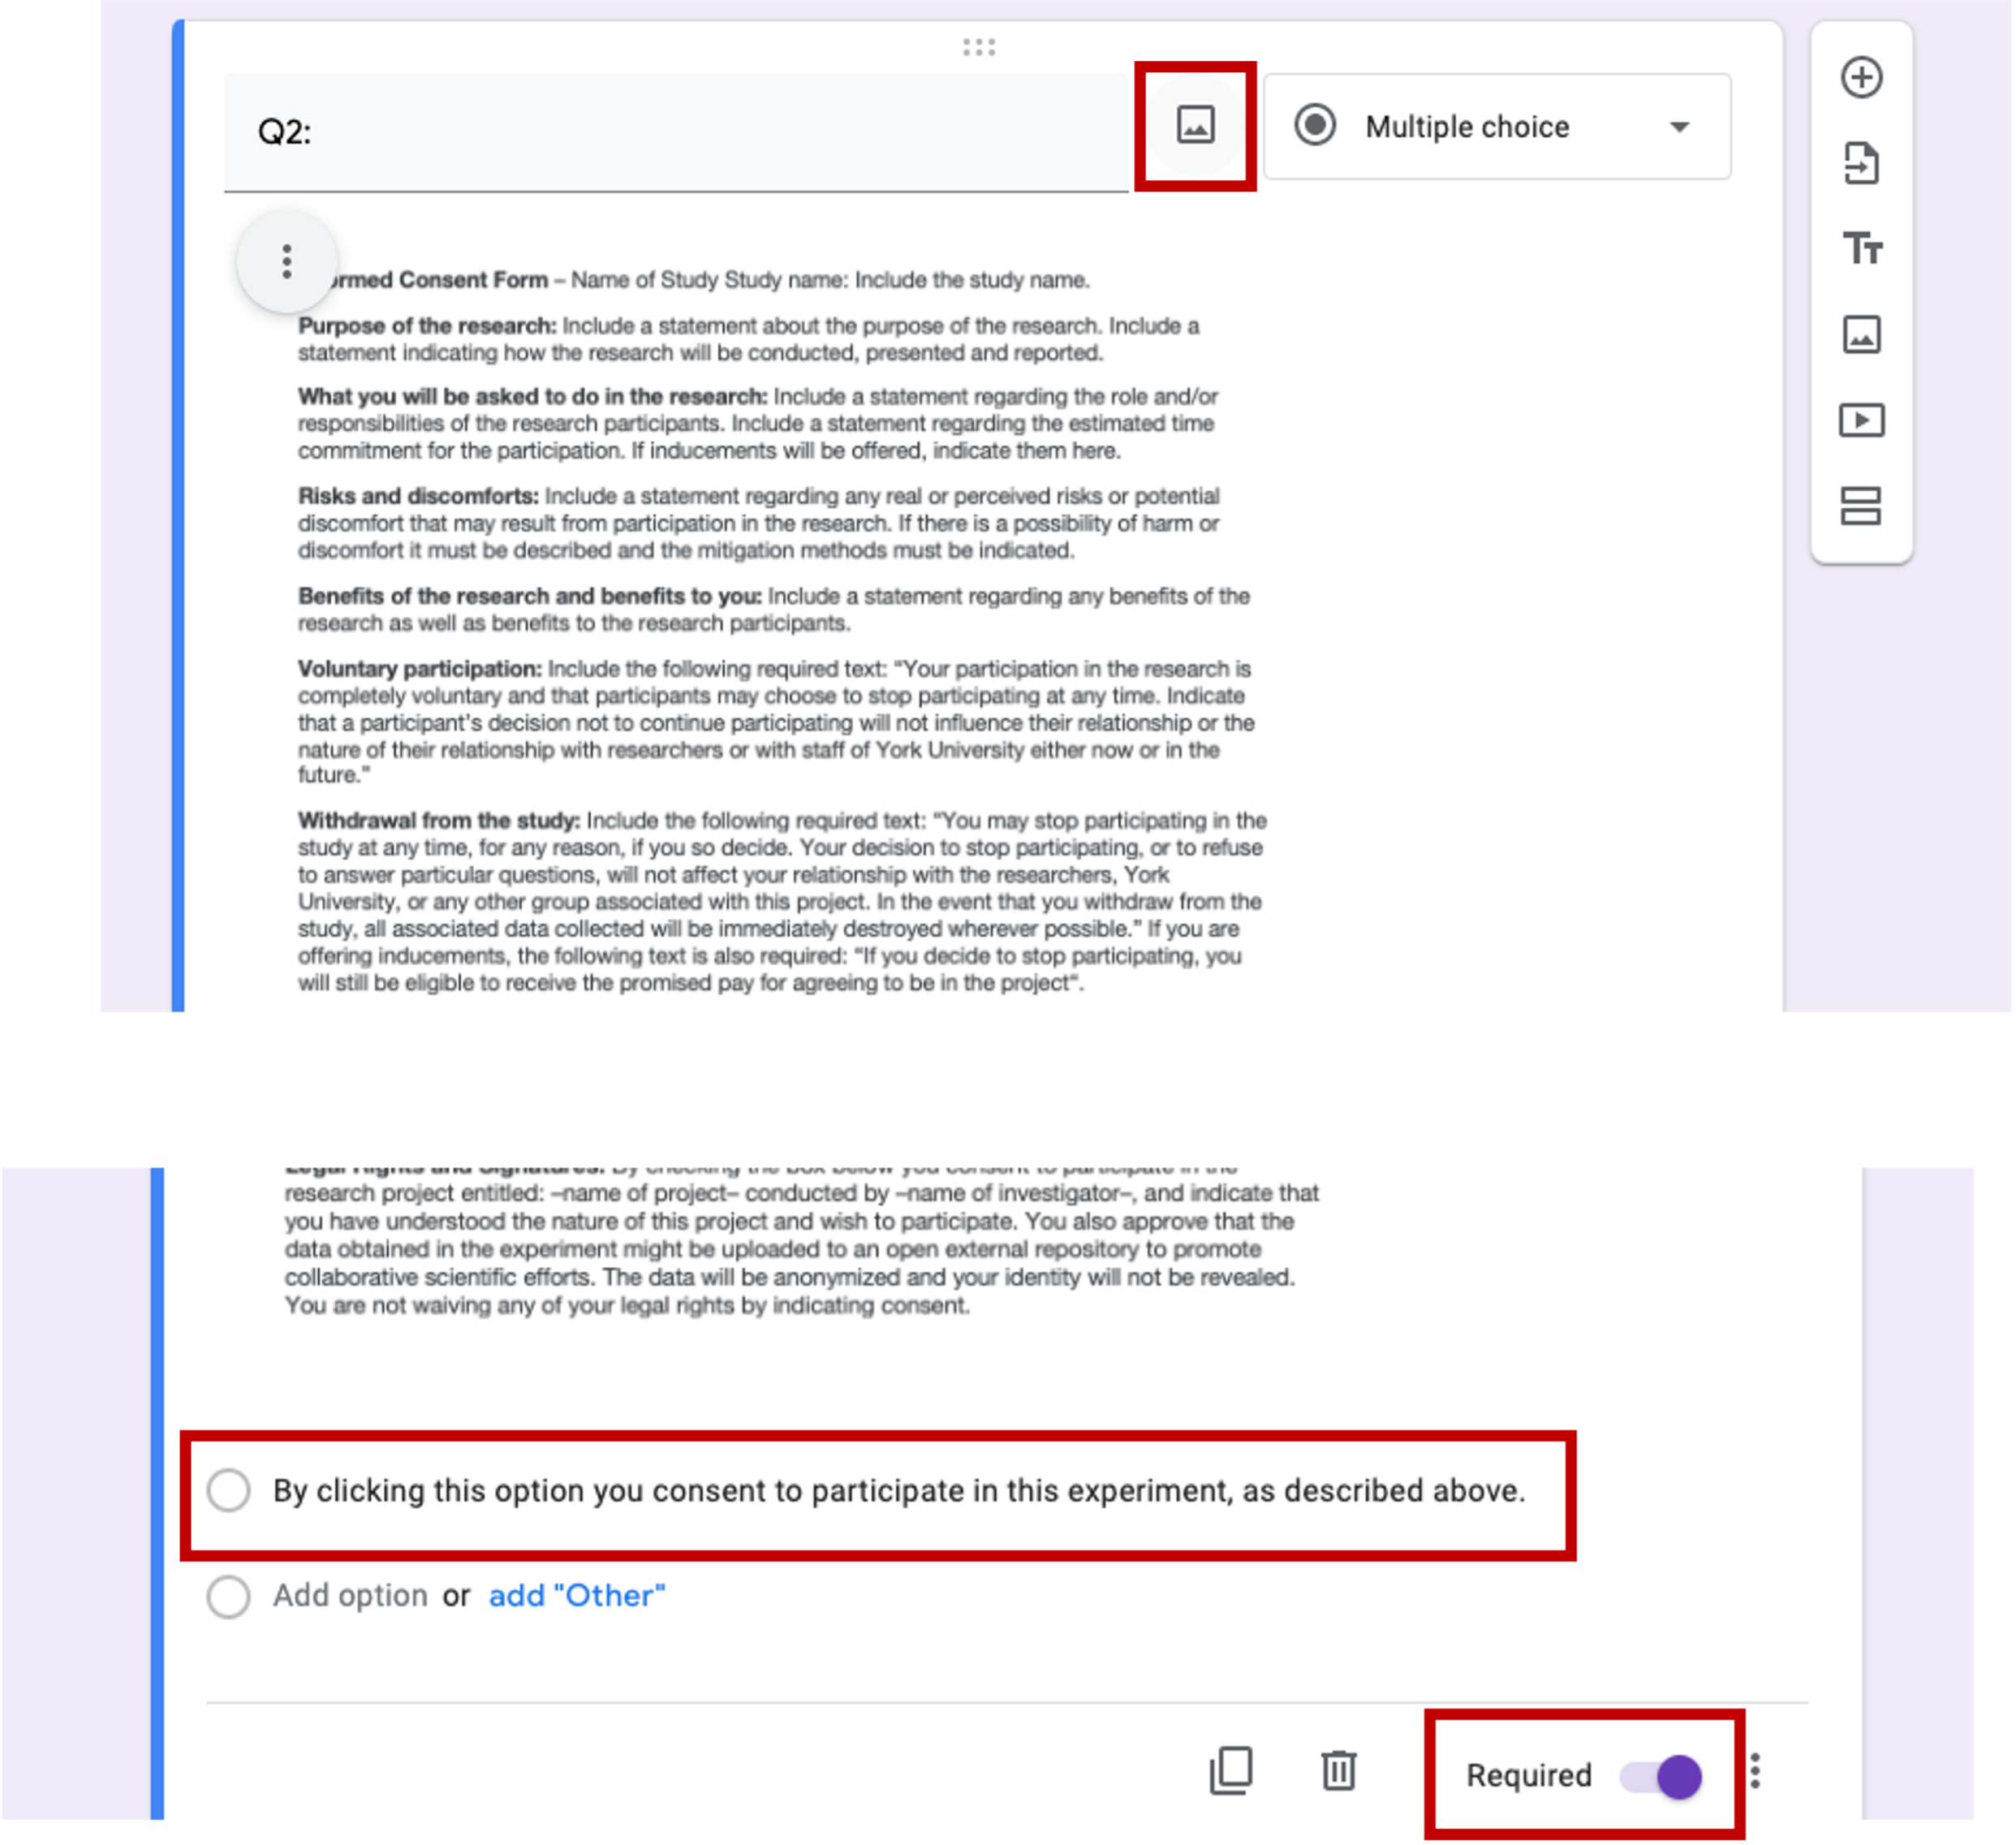 Q2:
Multiple choice
Tт
rmed Consent Form – Name of Study Study name: Include the study name.
Purpose of the research: Include a statement about the purpose of the research. Include a
statement indicating how the research will be conducted, presented and reported.
What you will be asked to do in the research: Include a statement regarding the role and/or
responsibilities of the research participants. Include a statement regarding the estimated time
commitment for the participation. If inducements will be offered, indicate them here.
Risks and discomforts: Include a statement regarding any real or perceived risks or potential
discomfort that may result from participation in the research. If there is a possibility of harm or
discomfort it must be described and the mitigation methods must be indicated.
Benefits of the research and benefits to you: Include a statement regarding any benefits of the
research as well as benefits to the research participants.
Voluntary participation: Include the following required text: “Your participation in the research is
completely voluntary and that participants may choose to stop participating at any time. Indicate
that a participant's decision not to continue participating will not influence their relationship or the
nature of their relationship with researchers or with staff of York University either now or in the
future.”
Withdrawal from the study: Include the following required text: “You may stop participating in the
study at any time, for any reason, if you so decide. Your decision to stop participating, or to refuse
to answer particular questions, will not affect your relationship with the researchers, York
University, or any other group associated with this project. In the event that you withdraw from the
study, all associated data collected will be immediately destroyed wherever possible.” If you are
offering inducements, the following text is also required: “If you decide to stop participating, you
will still be eligible to receive the promised pay for agreeing to be in the project“.
Legal Rights and Signatures: By checking the box below you consent to participate in the
research project entitled: –name of project– conducted by –name of investigator–, and indicate that
you have understood the nature of this project and wish to participate. You also approve that the
data obtained in the experiment might be uploaded to an open external repository to promote
collaborative scientific efforts. The data will be anonymized and your identity will not be revealed.
You are not waiving any of your legal rights by indicating consent.
By clicking this option you consent to participate in this experiment, as described above.
Add option or add "Other"
Required